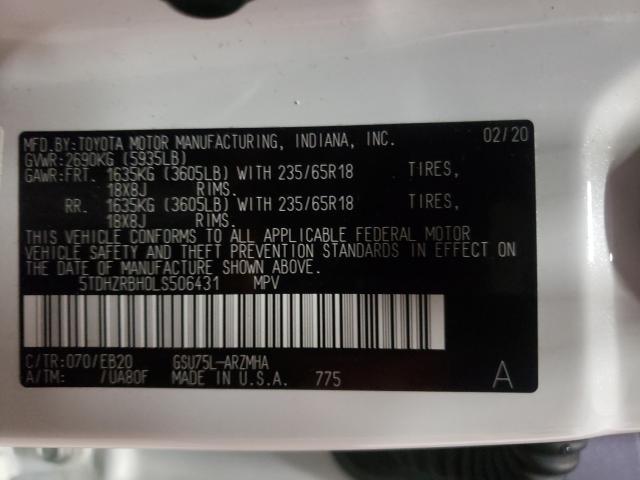 MFD.BY:TOYOTA MOTOR MANUFACTURING, INDIANA, INC. 02/20
GVWR:2690KG (5935LB)
GAWR:FRT. 1635KG (3605LB) WITH 235/65R18 TIRES,
18X8J RIMS.
RR. 1635KG (3605LB) WITH 235/65R18 TIRES,
18X8J RIMS.
THIS VEHICLE CONFORMS TO ALL APPLICABLE FEDERAL MOTOR
VEHICLE SAFETY AND THEFT PREVENTION STANDARDS IN EFFECT ON
THE DATE OF MANUFACTURE SHOWN ABOVE.
5TDHZRBH0LS506431 MPV
C/TR:070/EB20 GSU75L-ARZMHA
A/TM: /UA80F MADE IN U.S.A. 775 A